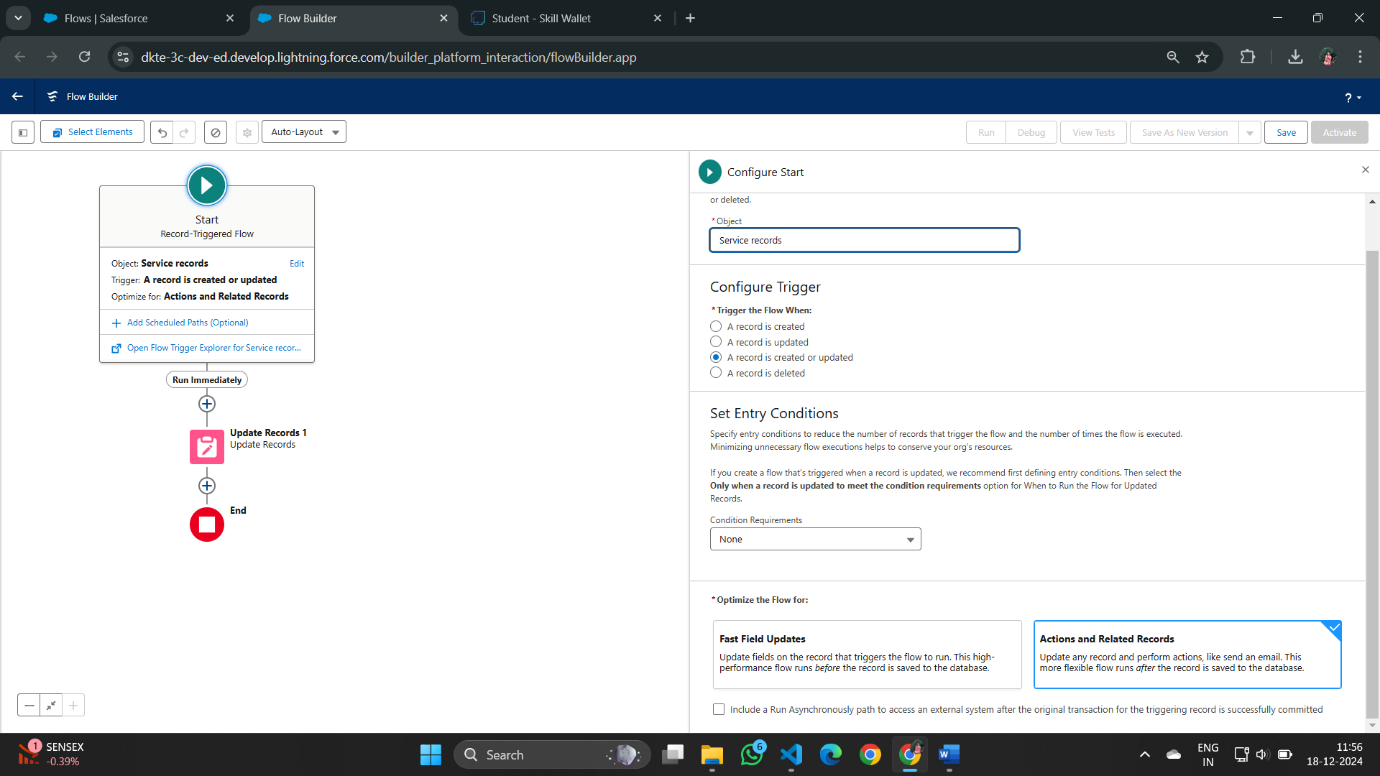 Flows | Salesforce
Flow Builder
Student - Skill Wallet
dkte-3c-dev-ed.develop.lightning.force.com/builder_platform_interaction/flowBuilder.app
Flow Builder
?
Select Elements
Auto-Layout
Run
Debug
View Tests
Save As New Version
Save
Activate
Start
Record-Triggered Flow
Object: Service records
Edit
Trigger: A record is created or updated
Optimize for: Actions and Related Records
Add Scheduled Paths (Optional)
Open Flow Trigger Explorer for Service recor...
Run Immediately
Update Records 1
Update Records
End
Configure Start
or deleted.
*Object
Service records
Configure Trigger
*Trigger the Flow When:
A record is created
A record is updated
A record is created or updated
A record is deleted
Set Entry Conditions
Specify entry conditions to reduce the number of records that trigger the flow and the number of times the flow is executed.
Minimizing unnecessary flow executions helps to conserve your org's resources.
If you create a flow that's triggered when a record is updated, we recommend first defining entry conditions. Then select the
Only when a record is updated to meet the condition requirements option for When to Run the Flow for Updated
Records.
Condition Requirements
None
*Optimize the Flow for:
Fast Field Updates
Update fields on the record that triggers the flow to run. This high-
performance flow runs before the record is saved to the database.
Actions and Related Records
Update any record and perform actions, like send an email. This
more flexible flow runs after the record is saved to the database.
Include a Run Asynchronously path to access an external system after the original transaction for the triggering record is successfully committed
1
SENSEX
-0.39%
Search
6
ENG
IN
11:56
18-12-2024